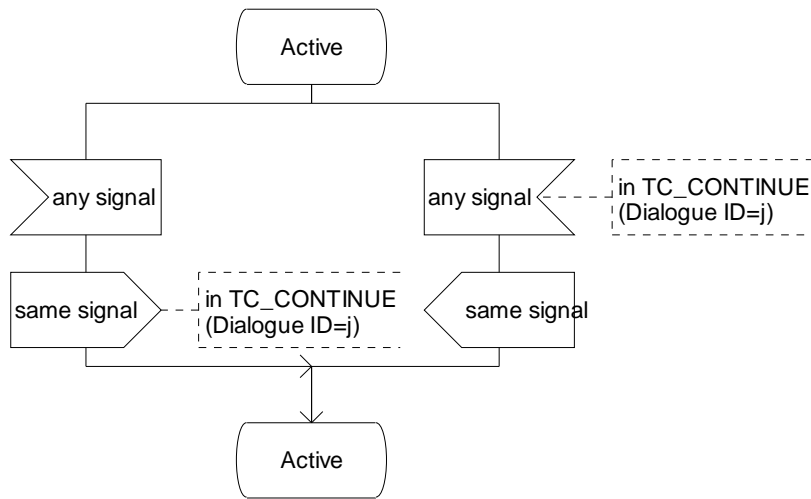 Active
any signal
any signal
in TC_CONTINUE
(Dialogue ID=j)
same signal
in TC_CONTINUE
(Dialogue ID=j)
same signal
Active